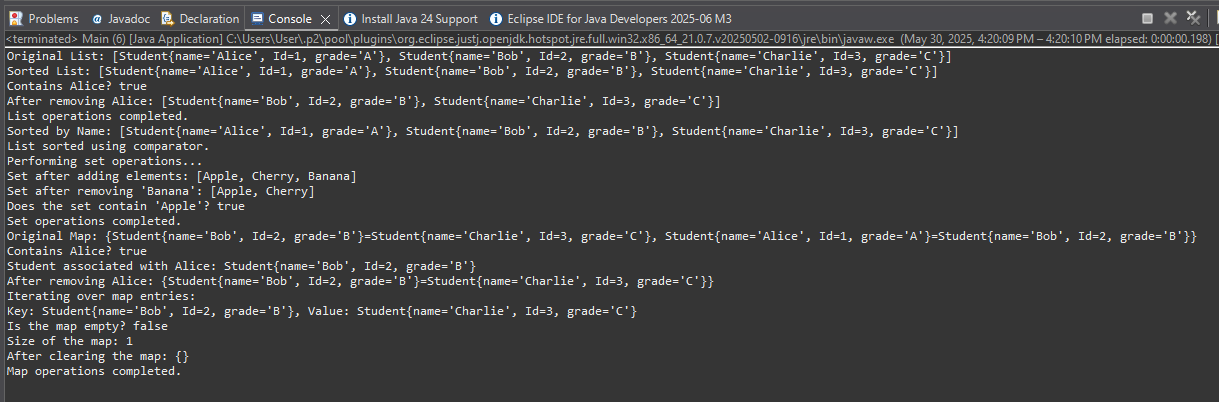 Problems Javadoc Declaration Console Install Java 24 Support Eclipse IDE for Java Developers 2025-06 M3
<terminated> Main (6) [Java Application] C:\Users\User\.p2\pool\plugins\org.eclipse.justj.openjdk.hotspot.jre.full.win32.x86_64_21.0.7.v20250502-0916\jre\bin\javaw.exe (May 30, 2025, 4:20:09 PM – 4:20:10 PM elapsed: 0:00:00.198) [
Original List: [Student{name='Alice', Id=1, grade='A'}, Student{name='Bob', Id=2, grade='B'}, Student{name='Charlie', Id=3, grade='C'}]
Sorted List: [Student{name='Alice', Id=1, grade='A'}, Student{name='Bob', Id=2, grade='B'}, Student{name='Charlie', Id=3, grade='C'}]
Contains Alice? true
After removing Alice: [Student{name='Bob', Id=2, grade='B'}, Student{name='Charlie', Id=3, grade='C'}]
List operations completed.
Sorted by Name: [Student{name='Alice', Id=1, grade='A'}, Student{name='Bob', Id=2, grade='B'}, Student{name='Charlie', Id=3, grade='C'}]
List sorted using comparator.
Performing set operations...
Set after adding elements: [Apple, Cherry, Banana]
Set after removing 'Banana': [Apple, Cherry]
Does the set contain 'Apple'? true
Set operations completed.
Original Map: {Student{name='Bob', Id=2, grade='B'}=Student{name='Charlie', Id=3, grade='C'}, Student{name='Alice', Id=1, grade='A'}=Student{name='Bob', Id=2, grade='B'}}
Contains Alice? true
Student associated with Alice: Student{name='Bob', Id=2, grade='B'}
After removing Alice: {Student{name='Bob', Id=2, grade='B'}=Student{name='Charlie', Id=3, grade='C'}}
Iterating over map entries:
Key: Student{name='Bob', Id=2, grade='B'}, Value: Student{name='Charlie', Id=3, grade='C'}
Is the map empty? false
Size of the map: 1
After clearing the map: {}
Map operations completed.